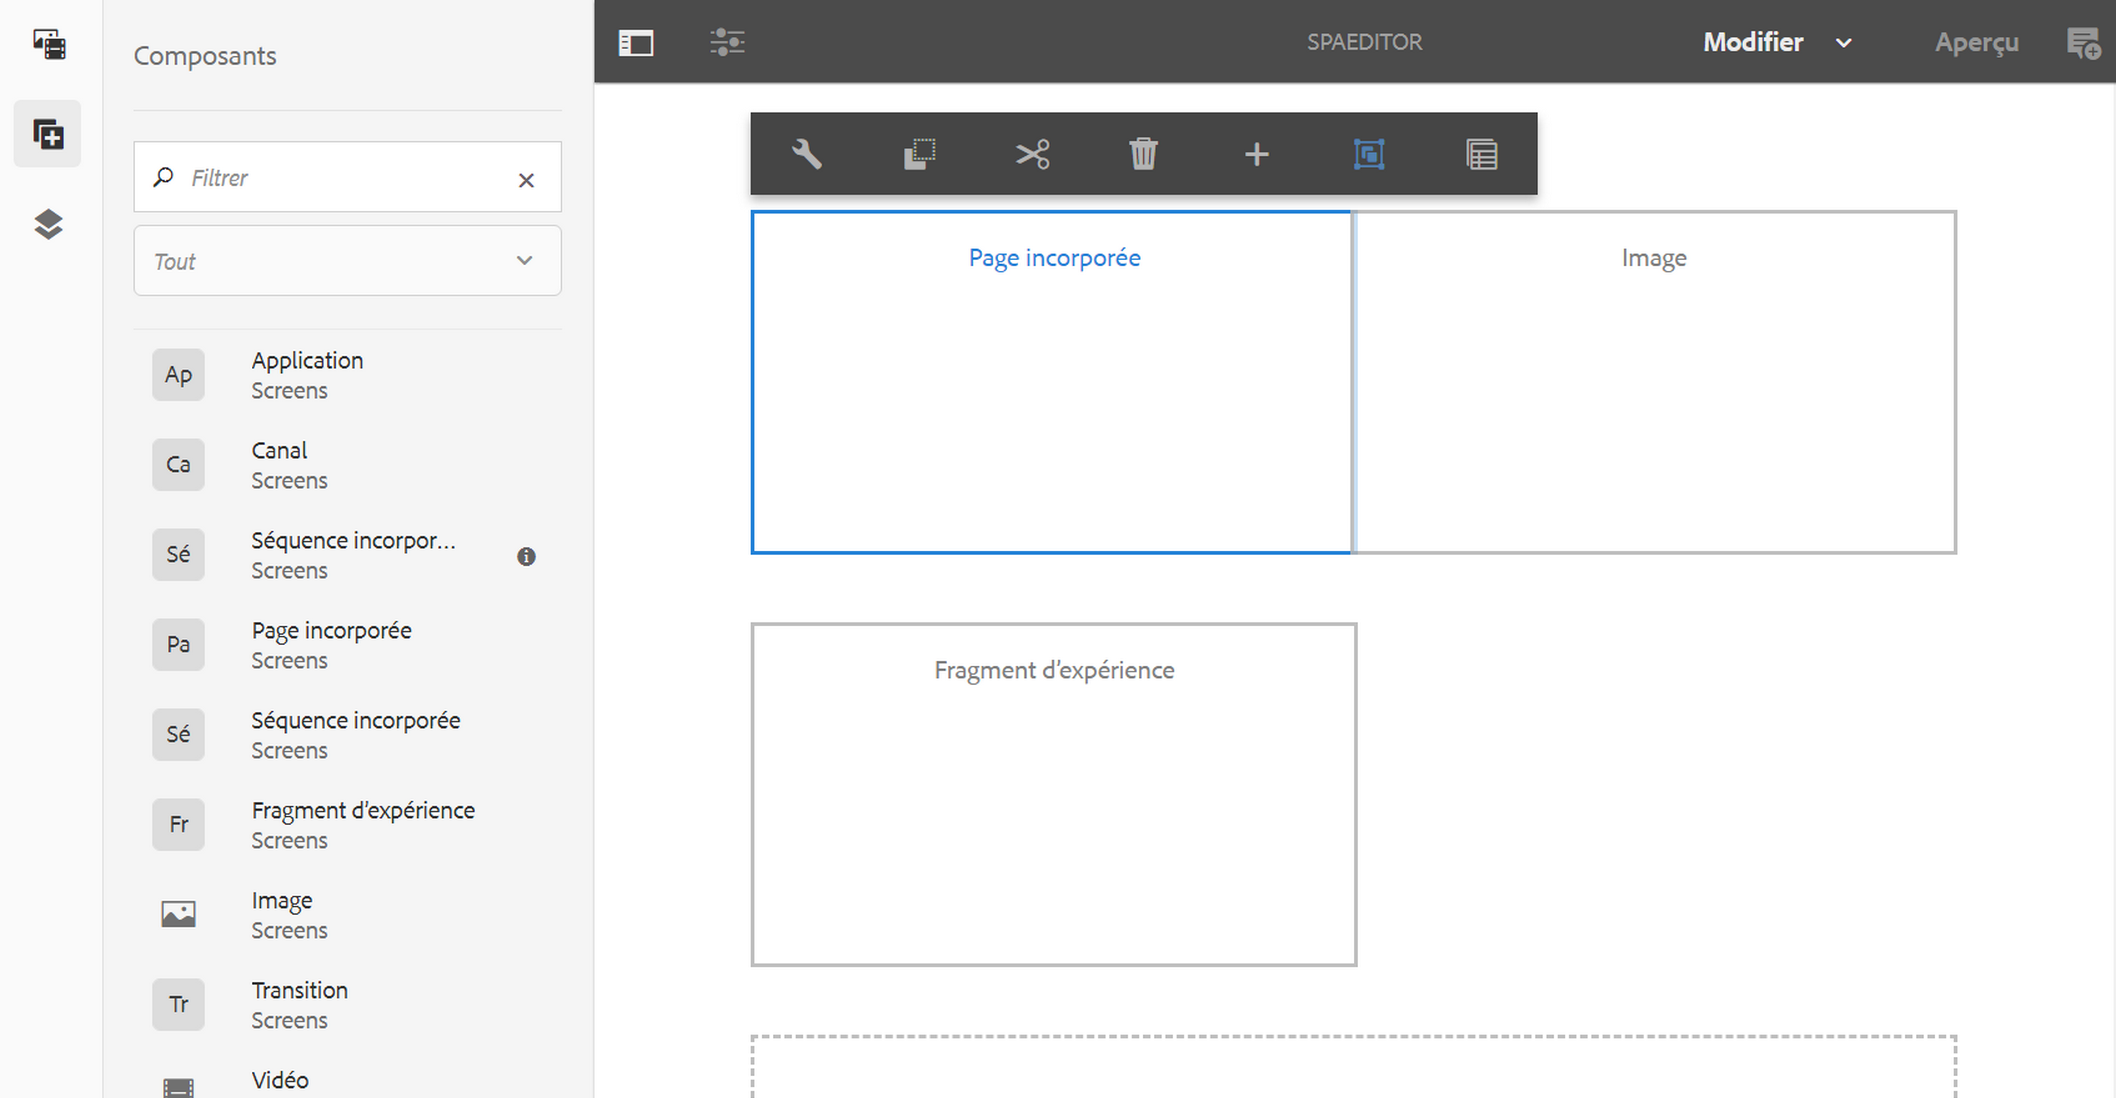 Composants
Filtrer
Tout
Ap
Application
Screens
Ca
Canal
Screens
Sé
Séquence incorpor...
Screens
Pa
Page incorporée
Screens
Sé
Séquence incorporée
Screens
Fr
Fragment d’expérience
Screens
Image
Screens
Tr
Transition
Screens
Vidéo
SPAEDITOR
Modifier
Aperçu
Page incorporée
Image
Fragment d’expérience